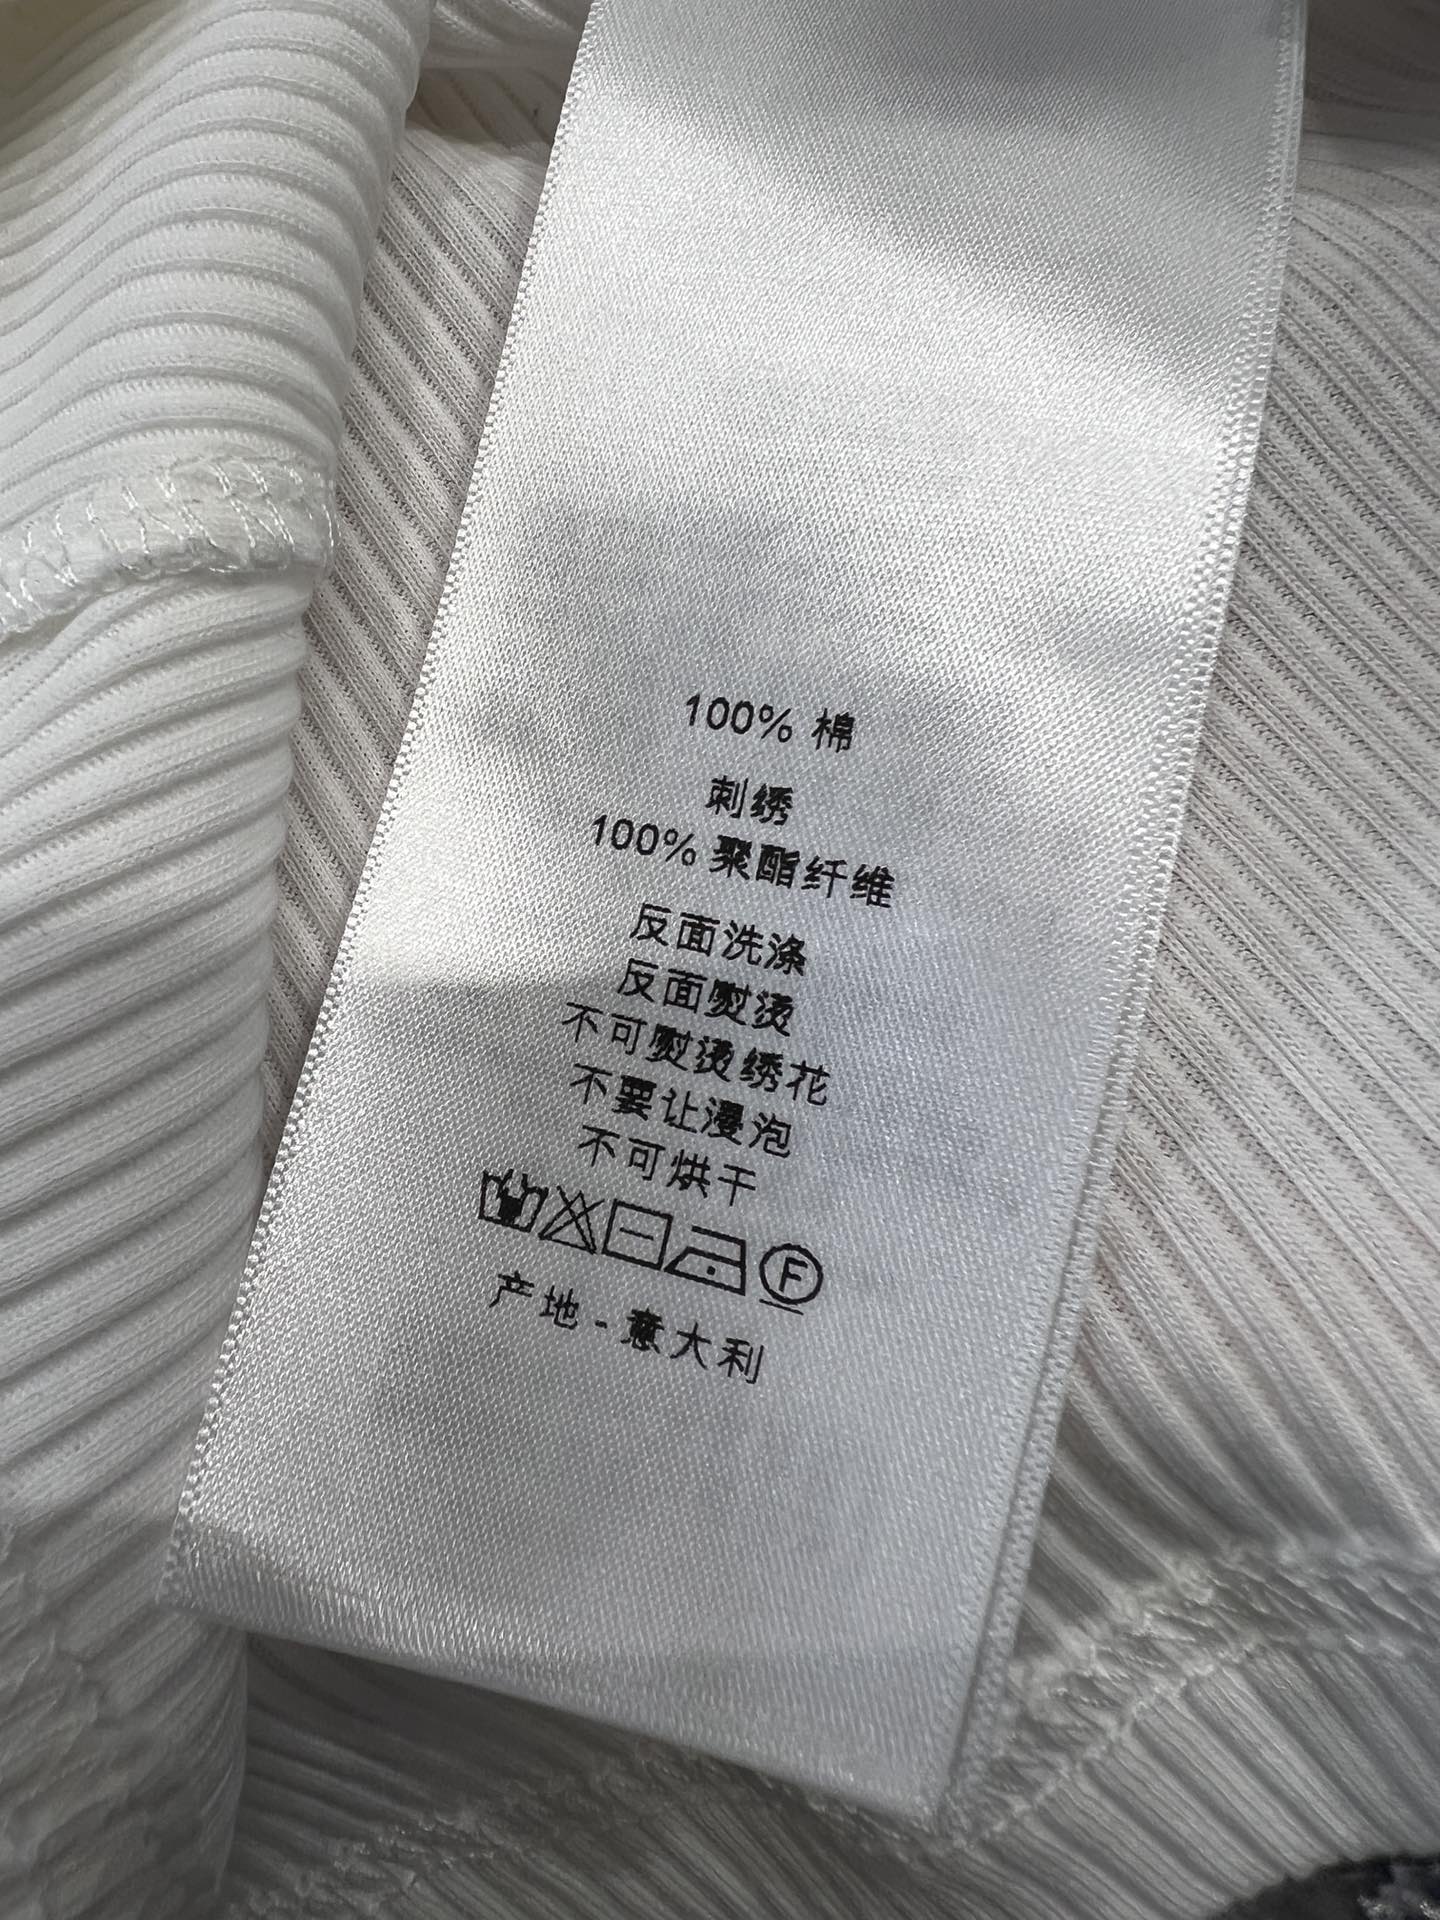 100% 棉
刺绣
100% 聚酯纤维
反面洗涤
反面熨烫
不可熨烫绣花
不要让漫泡
不可烘干
F
产地 - 意大利